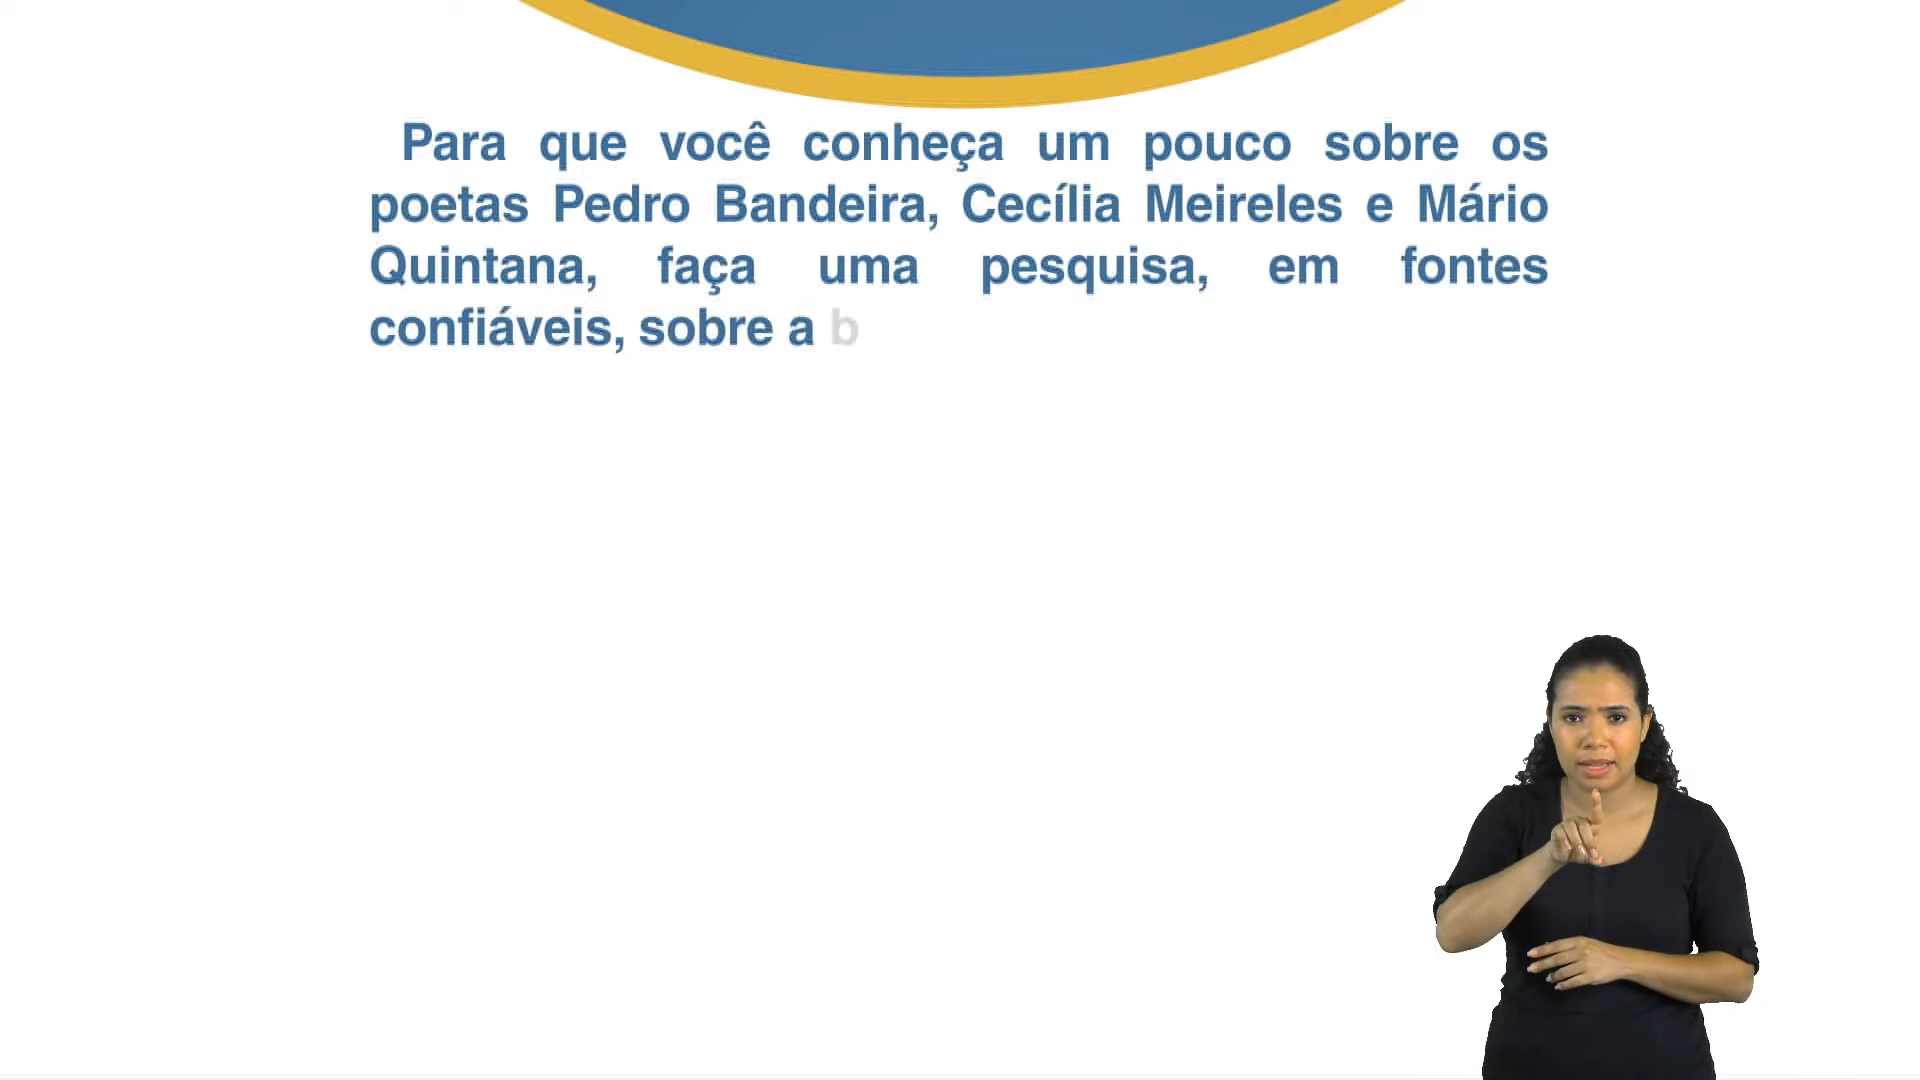 Para que você conheça um pouco sobre os
poetas Pedro Bandeira, Cecília Meireles e Mário
Quintana, faça uma pesquisa, em fontes
confiáveis, sobre a b